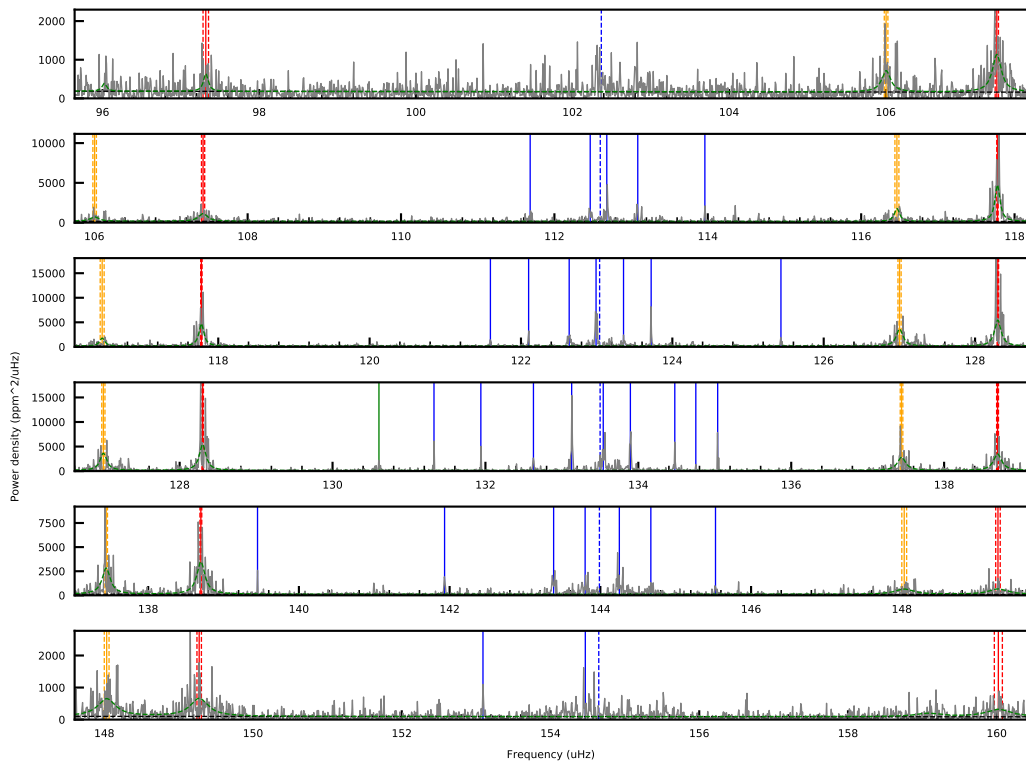 2000
1000
0
96 98 100 102 104 106
10000
5000
0
106 108 110 112 114 116 118
15000
10000
5000
0
118 120 122 124 126 128
15000
10000
5000
0
128 130 132 134 136 138
7500
5000
2500
0
138 140 142 144 146 148
2000
1000
0
148 150 152 154 156 158 160
Power density (ppm^2/uHz)
Frequency (uHz)